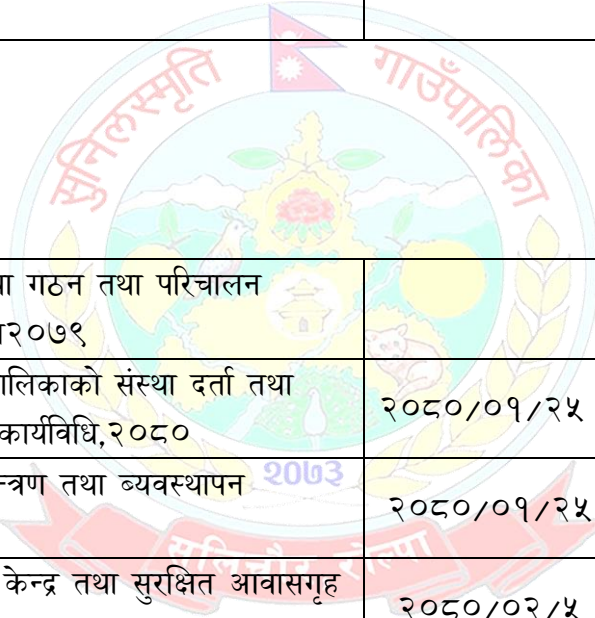 सुनिलस्मृति गाउँपालिका
गठन तथा परिचालन
२०७९
पालिकाको संस्था दर्ता तथा
कार्यविधि,२०८०
२०८०/०१/२५
न्त्रण तथा ब्यवस्थापन
२०७३
२०८०/०१/२५
सुलिचौर रोल्पा
केन्द्र तथा सुरक्षित आवासगृह
२०८०/०२/५